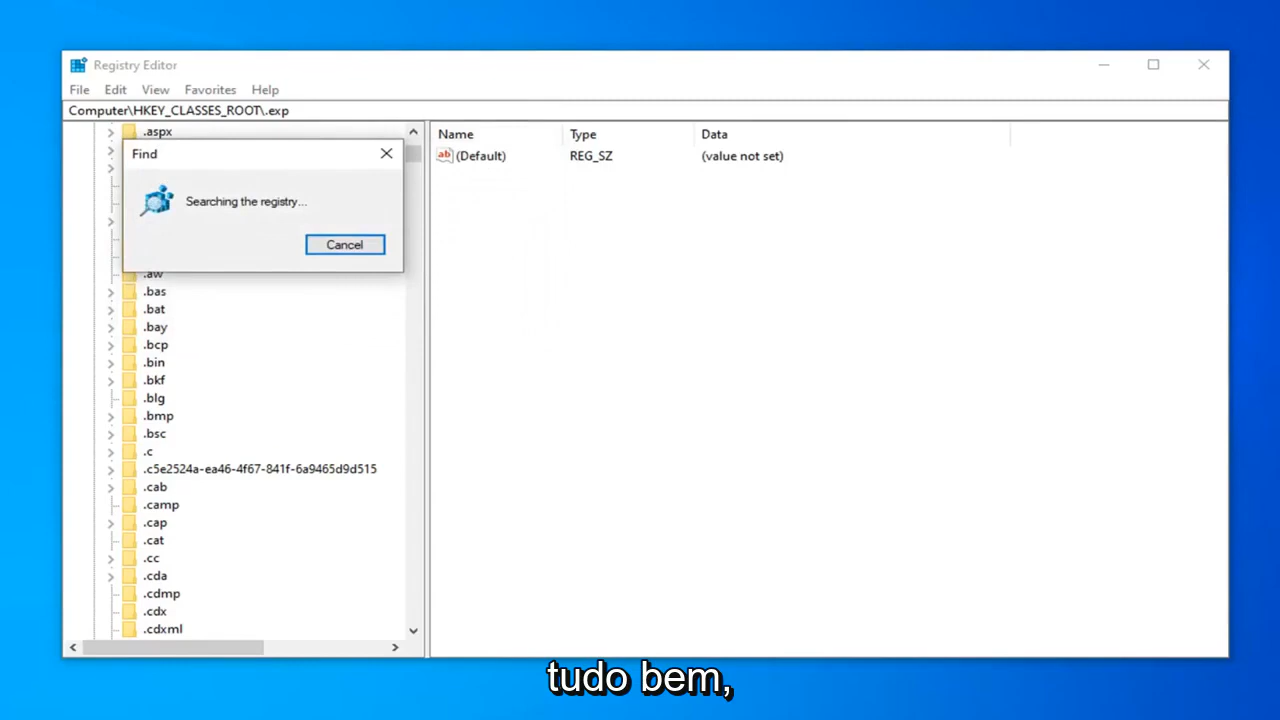 Registry Editor
File Edit View Favorites Help
Computer\HKEY_CLASSES_ROOT\.exp
.aspx
Find
Searching the registry...
Cancel
.aw
.bas
.bat
.bay
.bcp
.bin
.bkf
.blg
.bmp
.bsc
.c
.c5e2524a-ea46-4f67-841f-6a9465d9d515
.cab
.camp
.cap
.cat
.cc
.cda
.cdmp
.cdx
.cdxml
Name Type Data
ab (Default) REG_SZ (value not set)
tudo bem,